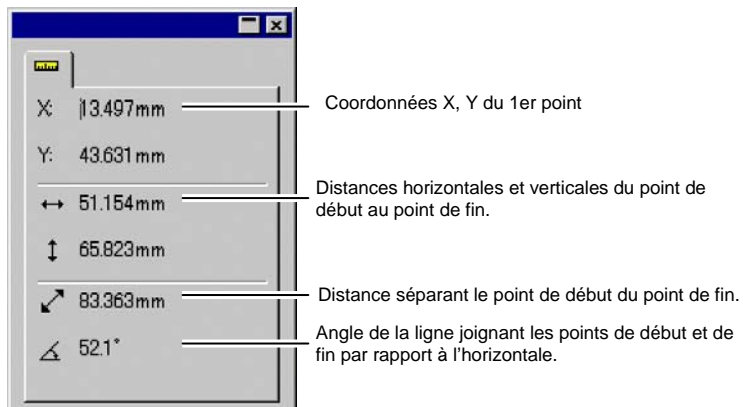 X: 13.497mm
Coordonnées X, Y du 1er point
Y: 43.631mm
51.154mm
Distances horizontales et verticales du point de
début au point de fin.
65.823mm
83.363mm
Distance séparant le point de début du point de fin.
52.1°
Angle de la ligne joignant les points de début et de
fin par rapport à l’horizontale.